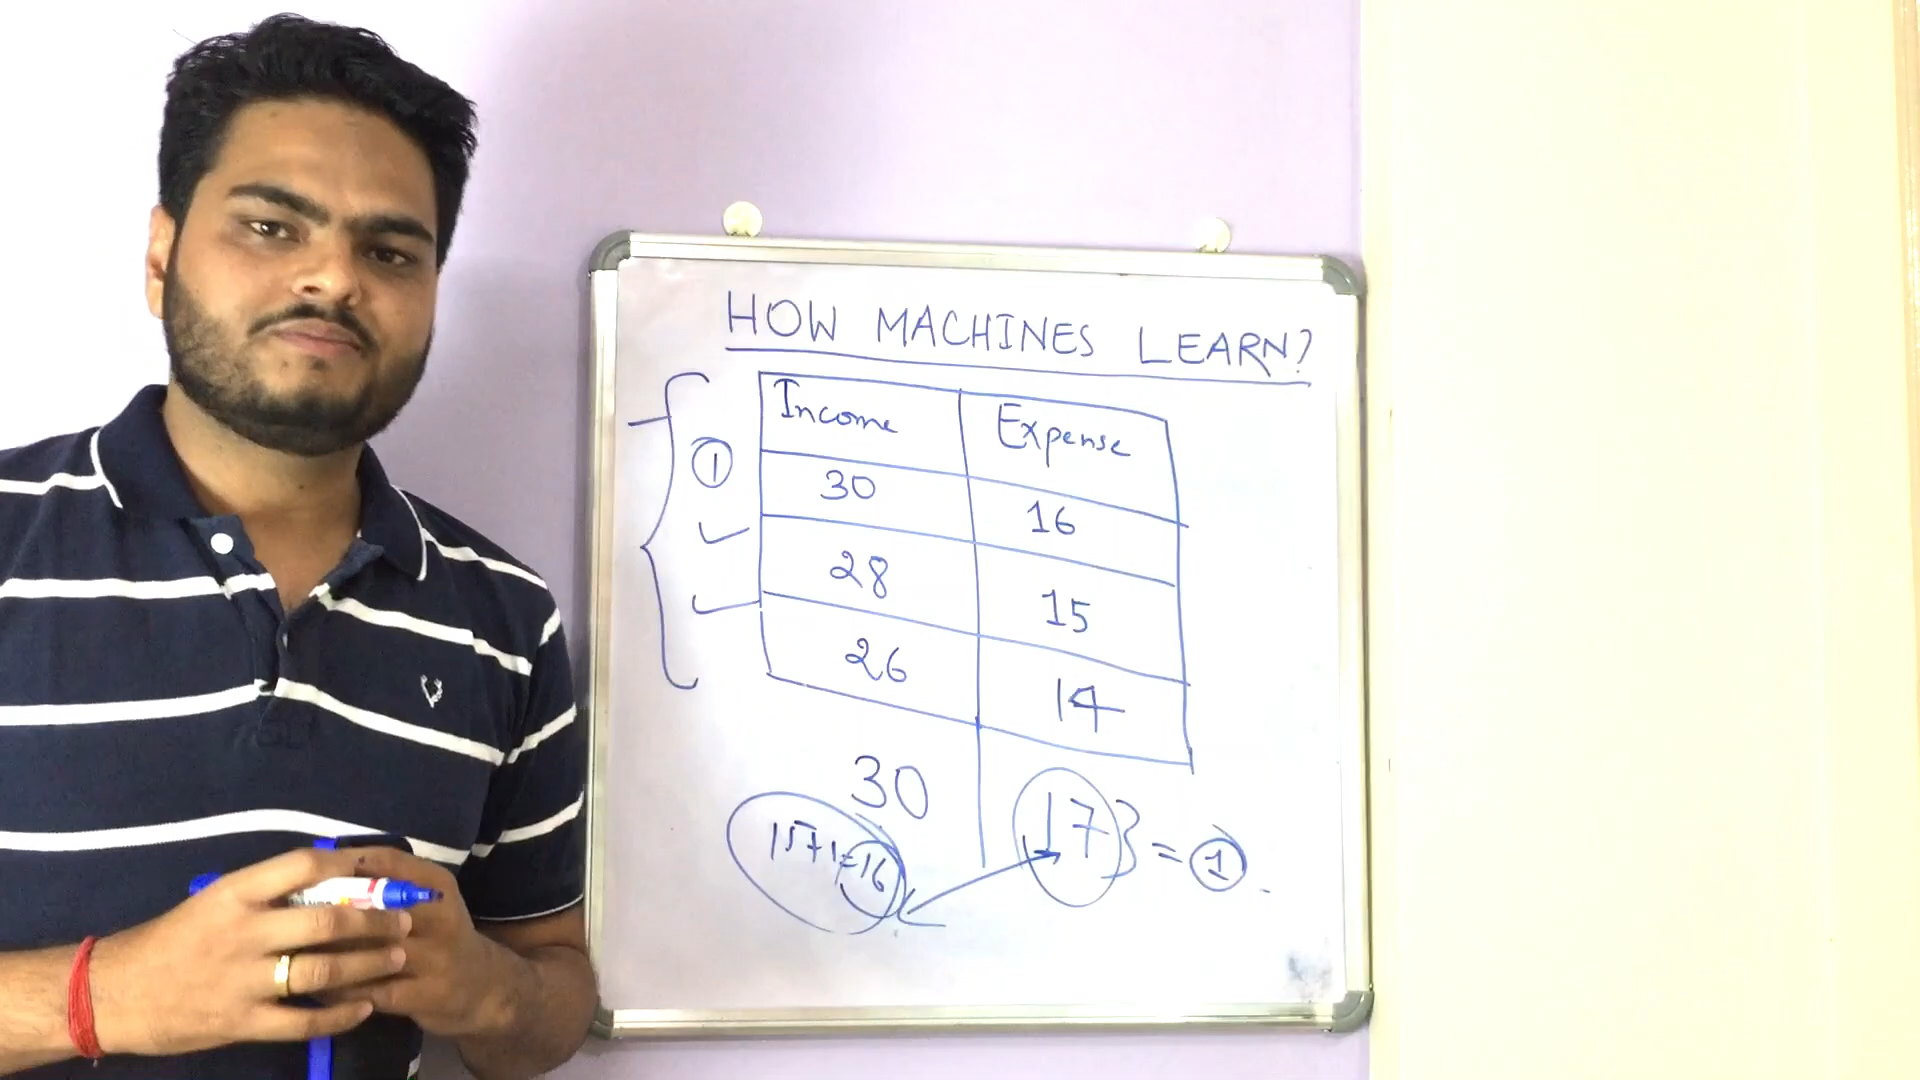 HOW MACHINES LEARN?
Income Expense
① 30 16
28 15
26 14
30 17 } = ①
15+1=16